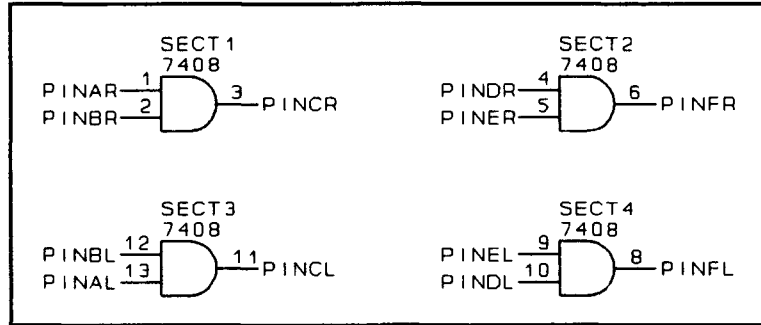 SECT1
7408
PINAR 1
PINBR 2
3 PINCR
SECT2
7408
PINDR 4
PINER 5
6 PINFR
SECT3
7408
PINBL 12
PINAL 13
11 PINCL
SECT4
7408
PINEL 9
PINDL 10
8 PINFL